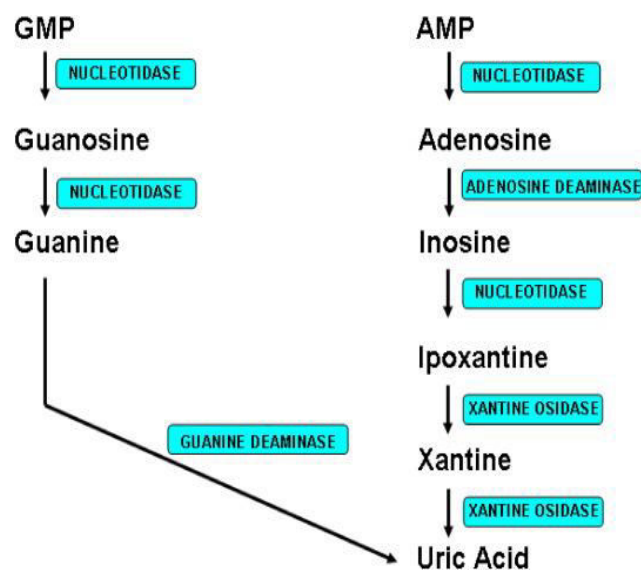 GMP
NUCLEOTIDASE
Guanosine
NUCLEOTIDASE
Guanine
GUANINE DEAMINASE
AMP
NUCLEOTIDASE
Adenosine
ADENOSINE DEAMINASE
Inosine
NUCLEOTIDASE
Ipoxantine
XANTINE OSIDASE
Xantine
XANTINE OSIDASE
Uric Acid